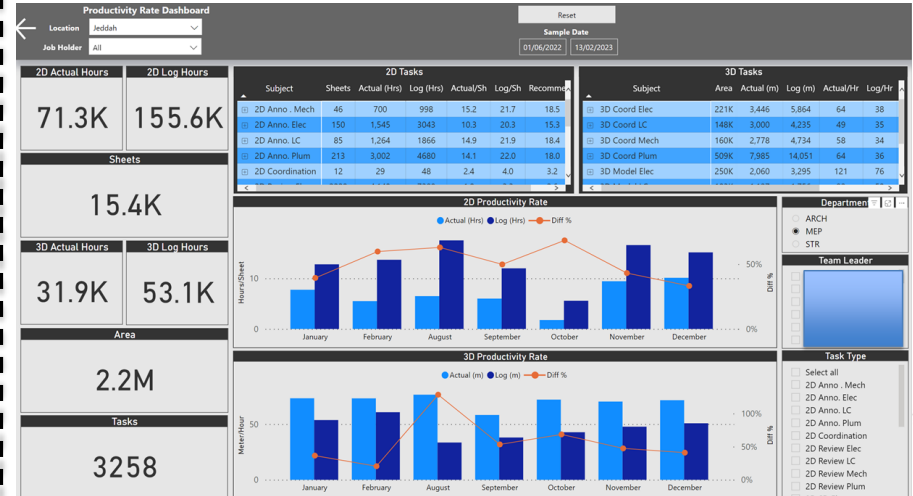 Productivity Rate Dashboard
Location Jeddah
Job Holder All
Reset
Sample Date
01/06/2022 13/02/2023
2D Actual Hours
71.3K
2D Log Hours
155.6K
Sheets
15.4K
3D Actual Hours
31.9K
3D Log Hours
53.1K
Area
2.2M
Tasks
3258
2D Tasks
Subject Sheets Actual (Hrs) Log (Hrs) Actual/Sh Log/Sh Recomme
2D Anno . Mech 46 700 998 15.2 21.7 18.5
2D Anno. Elec 150 1,545 3043 10.3 20.3 15.3
2D Anno. LC 85 1,264 1866 14.9 21.9 18.4
2D Anno. Plum 213 3,002 4680 14.1 22.0 18.0
2D Coordination 12 29 48 2.4 4.0 3.2
3D Tasks
Subject Area Actual (m) Log (m) Actual/Hr Log/Hr
3D Coord Elec 221K 3,446 5,864 64 38
3D Coord LC 148K 3,000 4,235 49 35
3D Coord Mech 160K 2,778 4,734 58 34
3D Coord Plum 509K 7,985 14,051 64 36
3D Model Elec 250K 2,060 3,295 121 76
2D Productivity Rate
Actual (Hrs) Log (Hrs) Diff %
Hours/Sheet
10
0
50%
0%
Diff %
January February August September October November December
3D Productivity Rate
Actual (m) Log (m) Diff %
Meter/Hour
50
0
100%
50%
0%
Diff %
January February August September October November December
Department
ARCH
MEP
STR
Team Leader
Task Type
Select all
2D Anno . Mech
2D Anno. Elec
2D Anno. LC
2D Anno. Plum
2D Coordination
2D Review Elec
2D Review LC
2D Review Mech
2D Review Plum